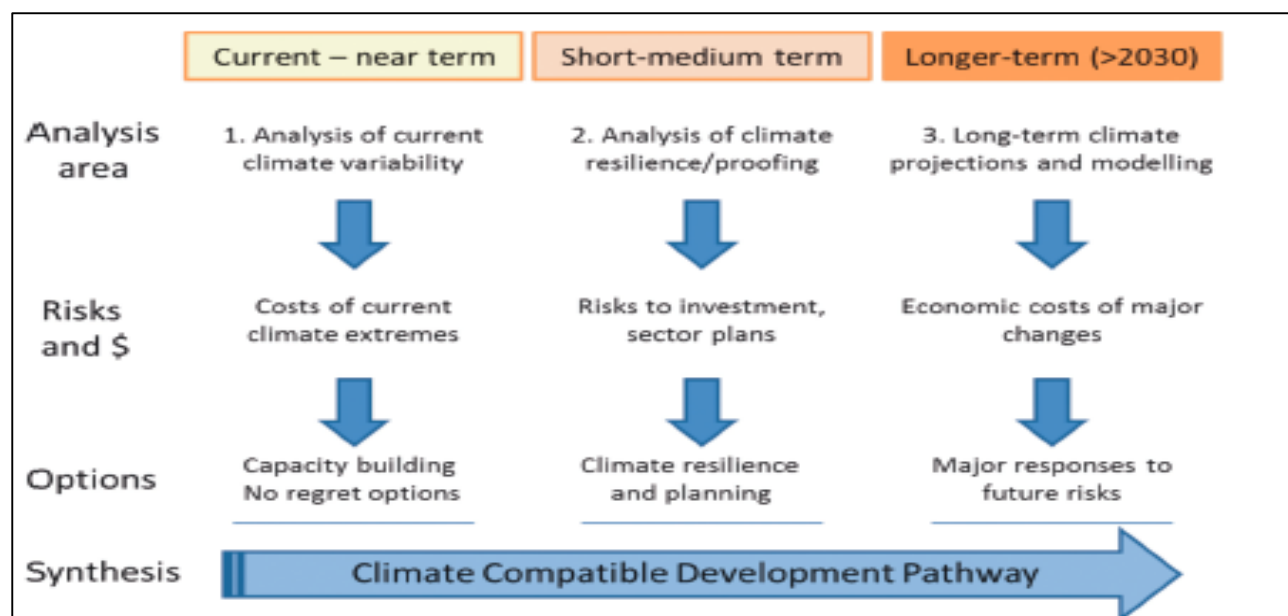 Current – near term
Short-medium term
Longer-term (>2030)
Analysis
area
1. Analysis of current
climate variability
2. Analysis of climate
resilience/proofing
3. Long-term climate
projections and modelling
Risks
and $
Costs of current
climate extremes
Risks to investment,
sector plans
Economic costs of major
changes
Options
Capacity building
No regret options
Climate resilience
and planning
Major responses to
future risks
Synthesis
Climate Compatible Development Pathway